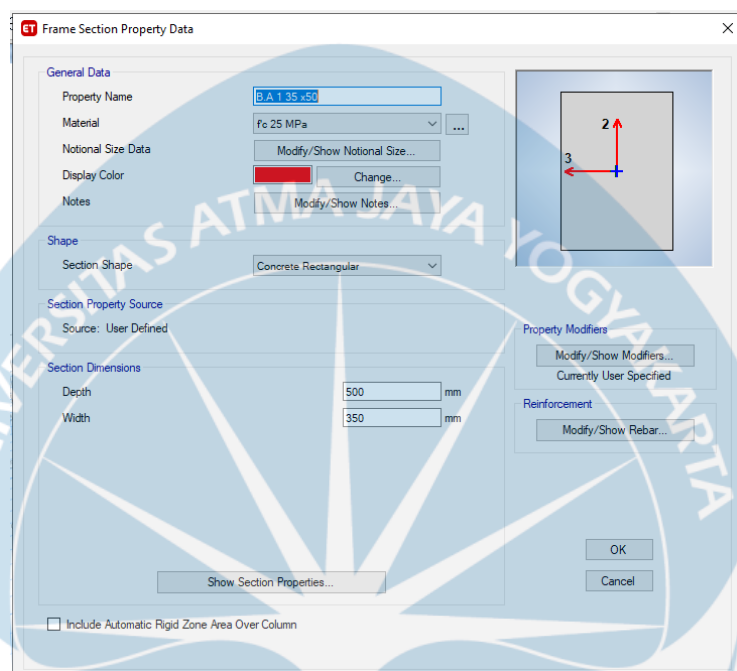 ET Frame Section Property Data
General Data
Property Name B.A 1 35 x50
Material f'c 25 MPa ...
Notional Size Data Modify/Show Notional Size...
Display Color Change...
Notes Modify/Show Notes...
Shape
Section Shape Concrete Rectangular
Section Property Source
Source: User Defined
Section Dimensions
Depth 500 mm
Width 350 mm
Show Section Properties...
Include Automatic Rigid Zone Area Over Column
2
3
Property Modifiers
Modify/Show Modifiers...
Currently User Specified
Reinforcement
Modify/Show Rebar...
OK
Cancel
VERSITAS ATMA JAYA YOGYAKARTA